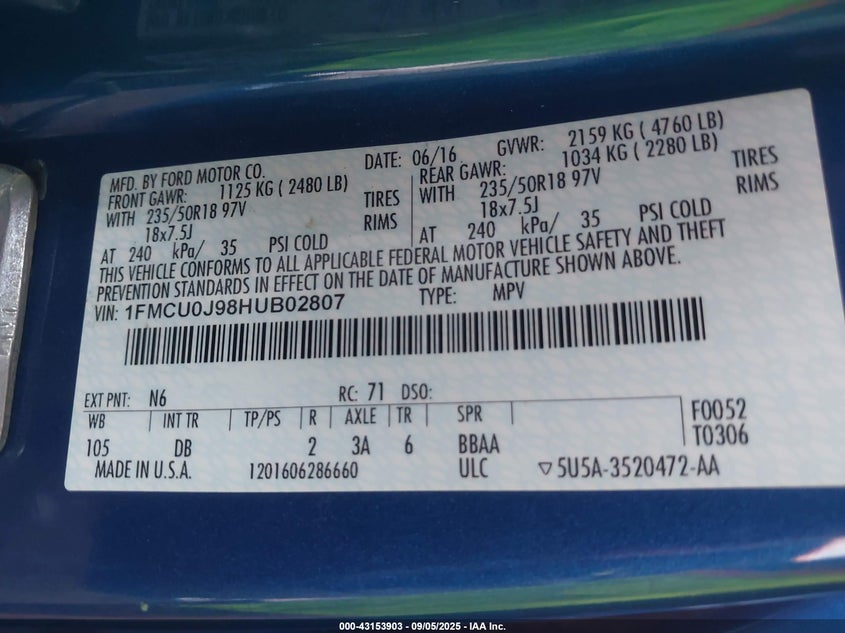 MFD. BY FORD MOTOR CO. DATE: 06/16 GVWR: 2159 KG ( 4760 LB)
FRONT GAWR: 1125 KG ( 2480 LB) REAR GAWR: 1034 KG ( 2280 LB)
WITH 235/50R18 97V TIRES WITH 235/50R18 97V TIRES
18x7.5J RIMS 18x7.5J RIMS
AT 240 kPa/ 35 PSI COLD AT 240 kPa/ 35 PSI COLD
THIS VEHICLE CONFORMS TO ALL APPLICABLE FEDERAL MOTOR VEHICLE SAFETY AND THEFT
PREVENTION STANDARDS IN EFFECT ON THE DATE OF MANUFACTURE SHOWN ABOVE.
VIN: 1FMCU0J98HUB02807 TYPE: MPV
EXT PNT: N6 RC: 71 DSO:
WB INT TR TP/PS R AXLE TR SPR F0052
105 DB 2 3A 6 BBAA T0306
MADE IN U.S.A. 1201606286660 ULC ▽5U5A-3520472-AA
000-43153903 - 09/05/2025 - IAA Inc.